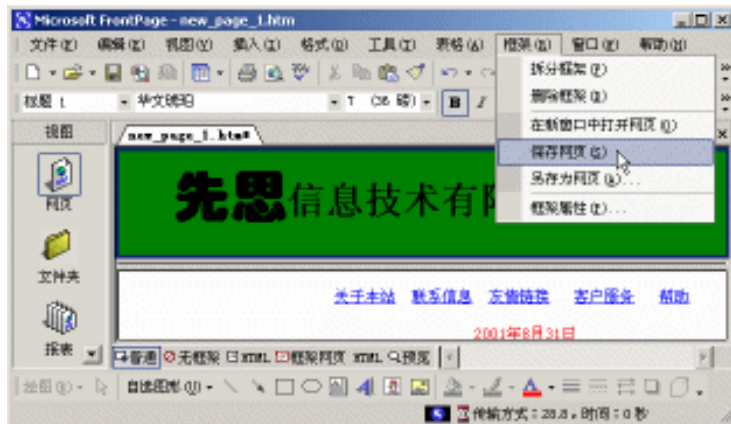 Microsoft FrontPage - new_page_1.htm
文件(F) 编辑(E) 视图(V) 插入(I) 格式(O) 工具(T) 表格(A) 框架(R) 窗口(W) 帮助(H)
标题 1 华文琥珀 (36 磅) B I
拆分框架(P)
删除框架(D)
在新窗口中打开网页(O)
保存网页(S)
另存为网页(A)...
框架属性(P)...
视图
new_page_1.htm*
网页
先思信息技术有
文件夹
关于本站 联系信息 友情链接 客户服务 帮助
2001年8月31日
报表
普通 无框架 HTML 框架网页 HTML 预览
绘图(R) 自选图形(U)
传输方式：28.8，时间：0 秒